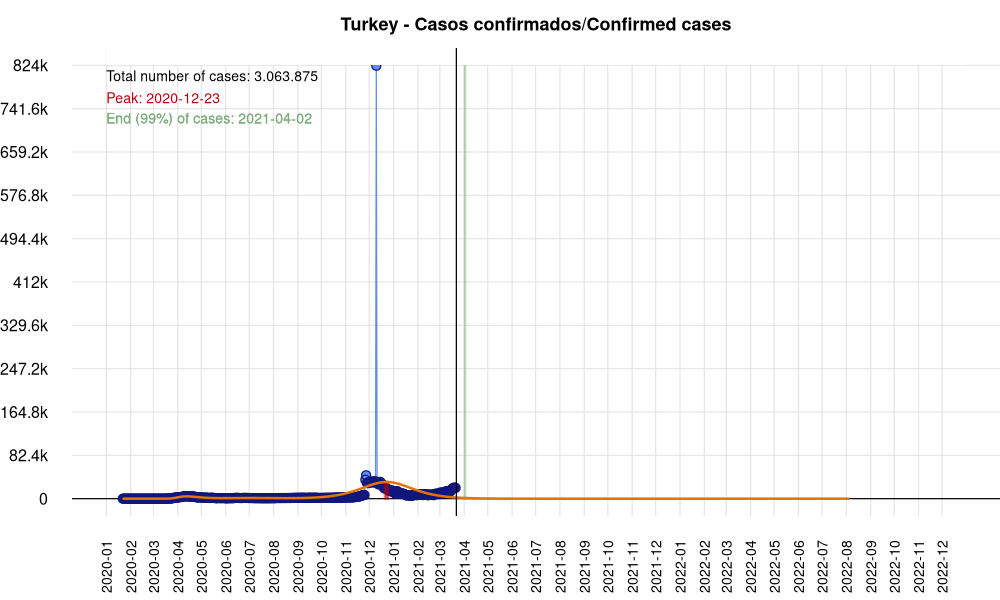 Turkey - Casos confirmados/Confirmed cases
824k
Total number of cases: 3.063.875
Peak: 2020-12-23
741.6k
End (99%) of cases: 2021-04-02
659.2k
576.8k
494.4k
412k
329.6k
247.2k
164.8k
82.4k
0
2020-01
2020-02
2020-03
2020-04
2020-05
2020-06
2020-07
2020-08
2020-09
2020-10
2020-11
2020-12
2021-01
2021-02
2021-03
2021-04
2021-05
2021-06
2021-07
2021-08
2021-09
2021-10
2021-11
2021-12
2022-01
2022-02
2022-03
2022-04
2022-05
2022-06
2022-07
2022-08
2022-09
2022-10
2022-11
2022-12